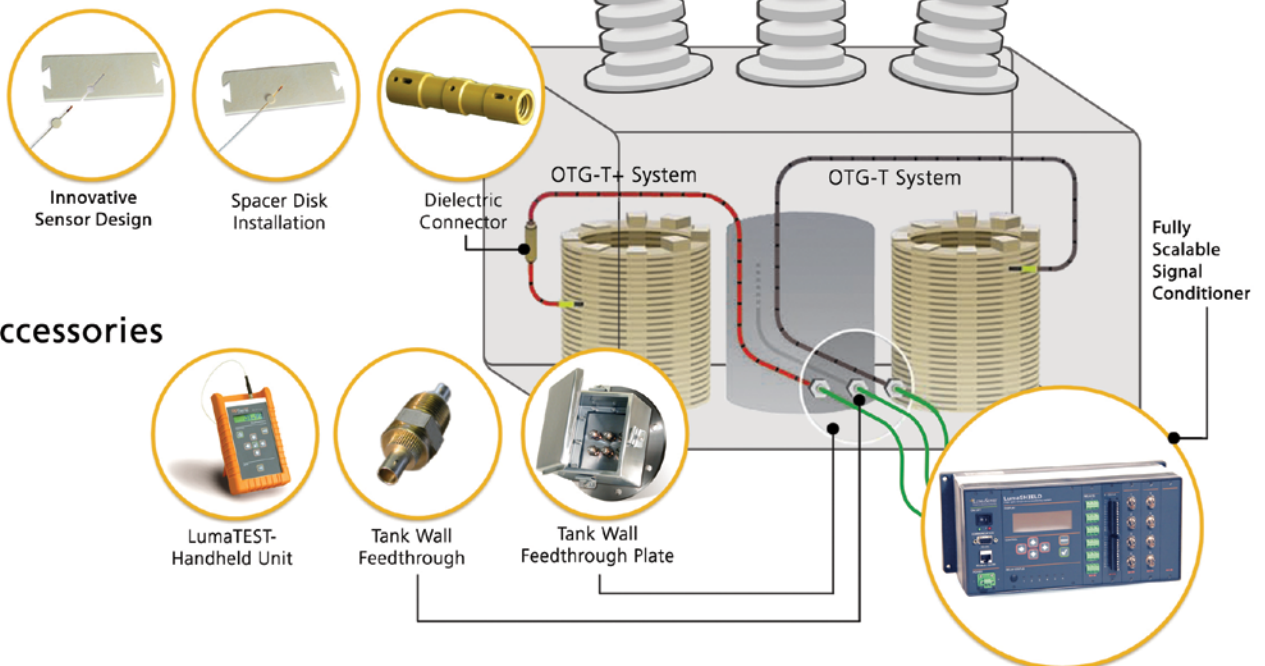 Innovative
Sensor Design
Spacer Disk
Installation
Dielectric
Connector
OTG-T+ System
OTG-T System
Fully
Scalable
Signal
Conditioner
ccessories
LumaTEST-
Handheld Unit
Tank Wall
Feedthrough
Tank Wall
Feedthrough Plate
LumaSHIELD